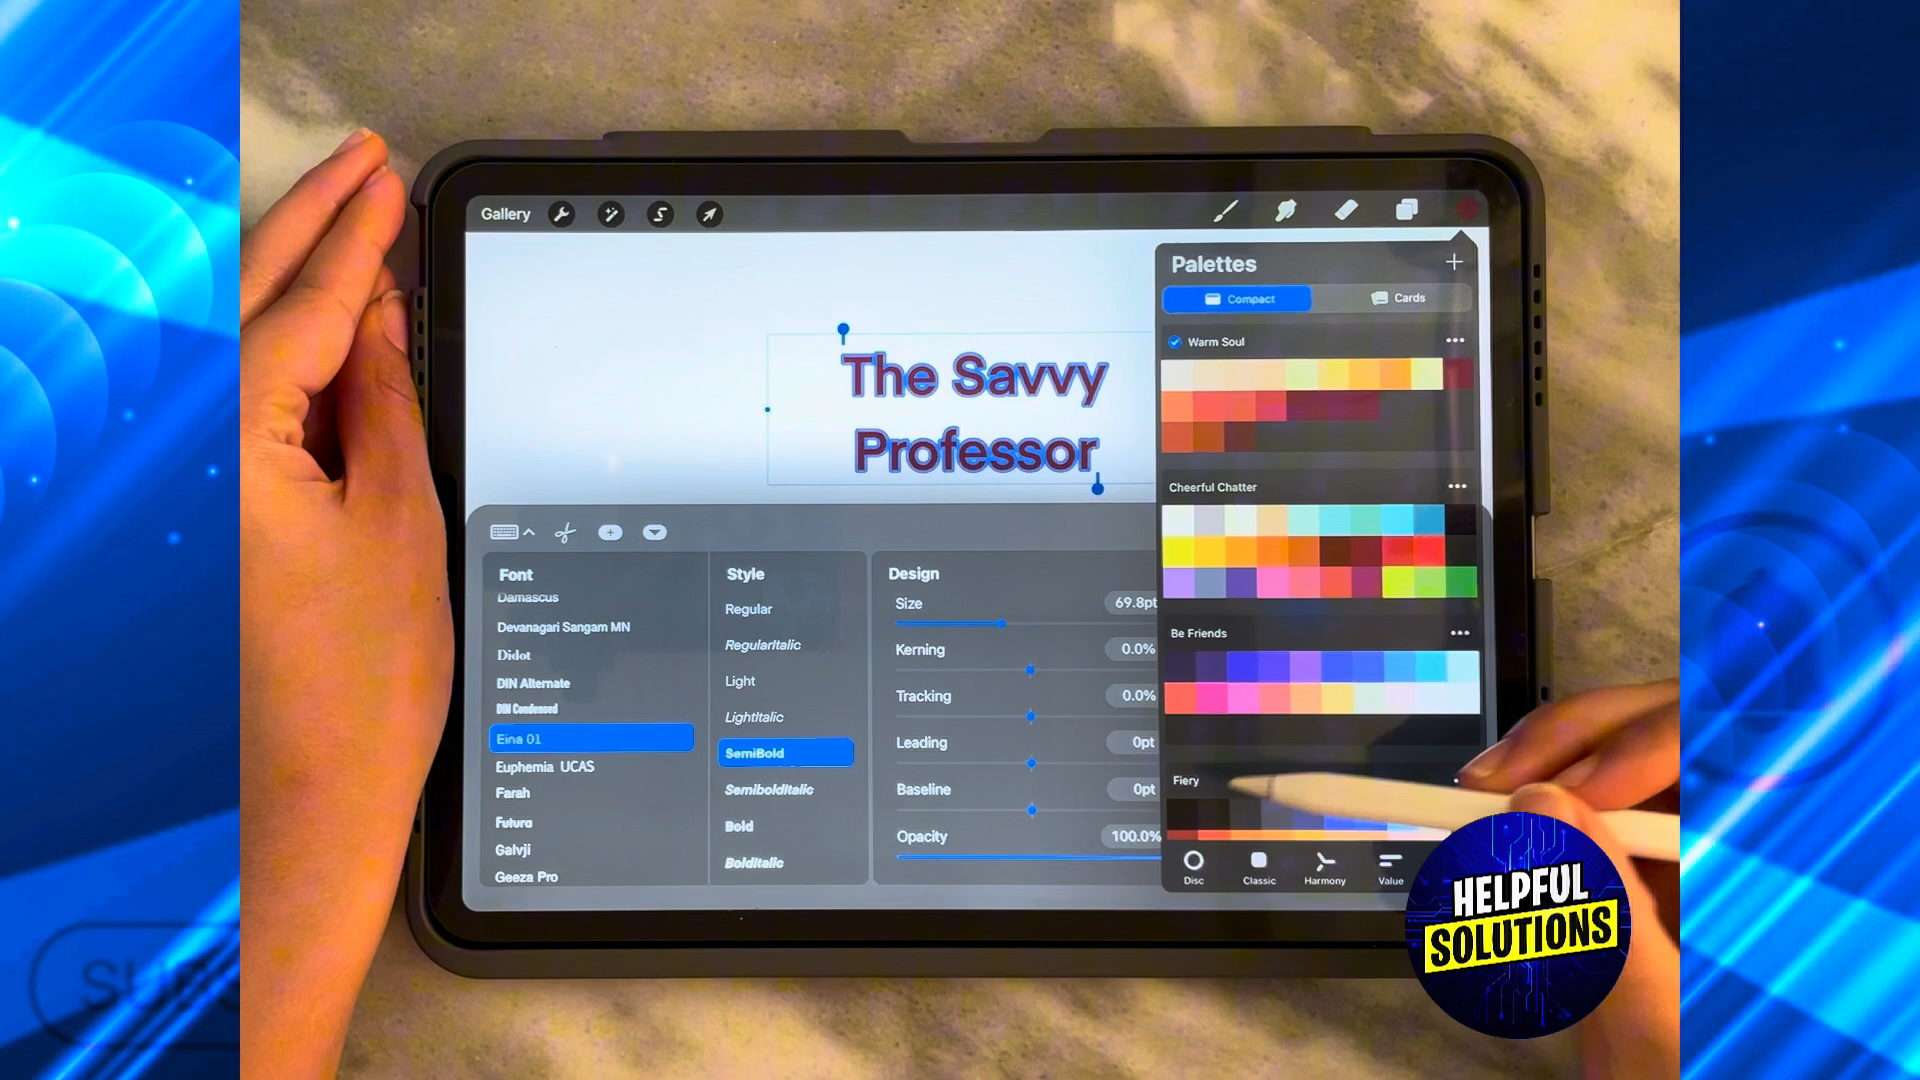 Gallery
Palettes
Compact
Cards
Warm Soul
The Savvy
Professor
Cheerful Chatter
Be Friends
Fiery
Font
Style
Design
Damascus
Devanagari Sangam MN
Didot
DIN Alternate
DIN Condensed
Eina 01
Euphemia UCAS
Farah
Futura
Galvji
Geeza Pro
Regular
RegularItalic
Light
LightItalic
SemiBold
SemiboldItalic
Bold
BoldItalic
Size 69.8pt
Kerning 0.0%
Tracking 0.0%
Leading 0pt
Baseline 0pt
Opacity 100.0%
Disc
Classic
Harmony
Value
HELPFUL
SOLUTIONS